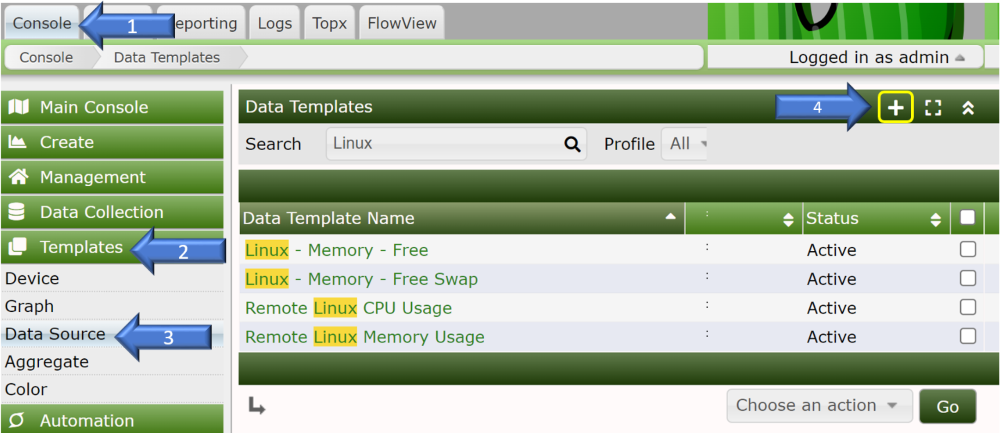 Console 1 eporting Logs Topx FlowView
Console Data Templates Logged in as admin
Main Console
Create
Management
Data Collection
Templates 2
Device
Graph
Data Source 3
Aggregate
Color
Automation
Data Templates 4
Search Linux Profile All
Data Template Name : Status
Linux - Memory - Free : Active
Linux - Memory - Free Swap : Active
Remote Linux CPU Usage : Active
Remote Linux Memory Usage : Active
Choose an action Go